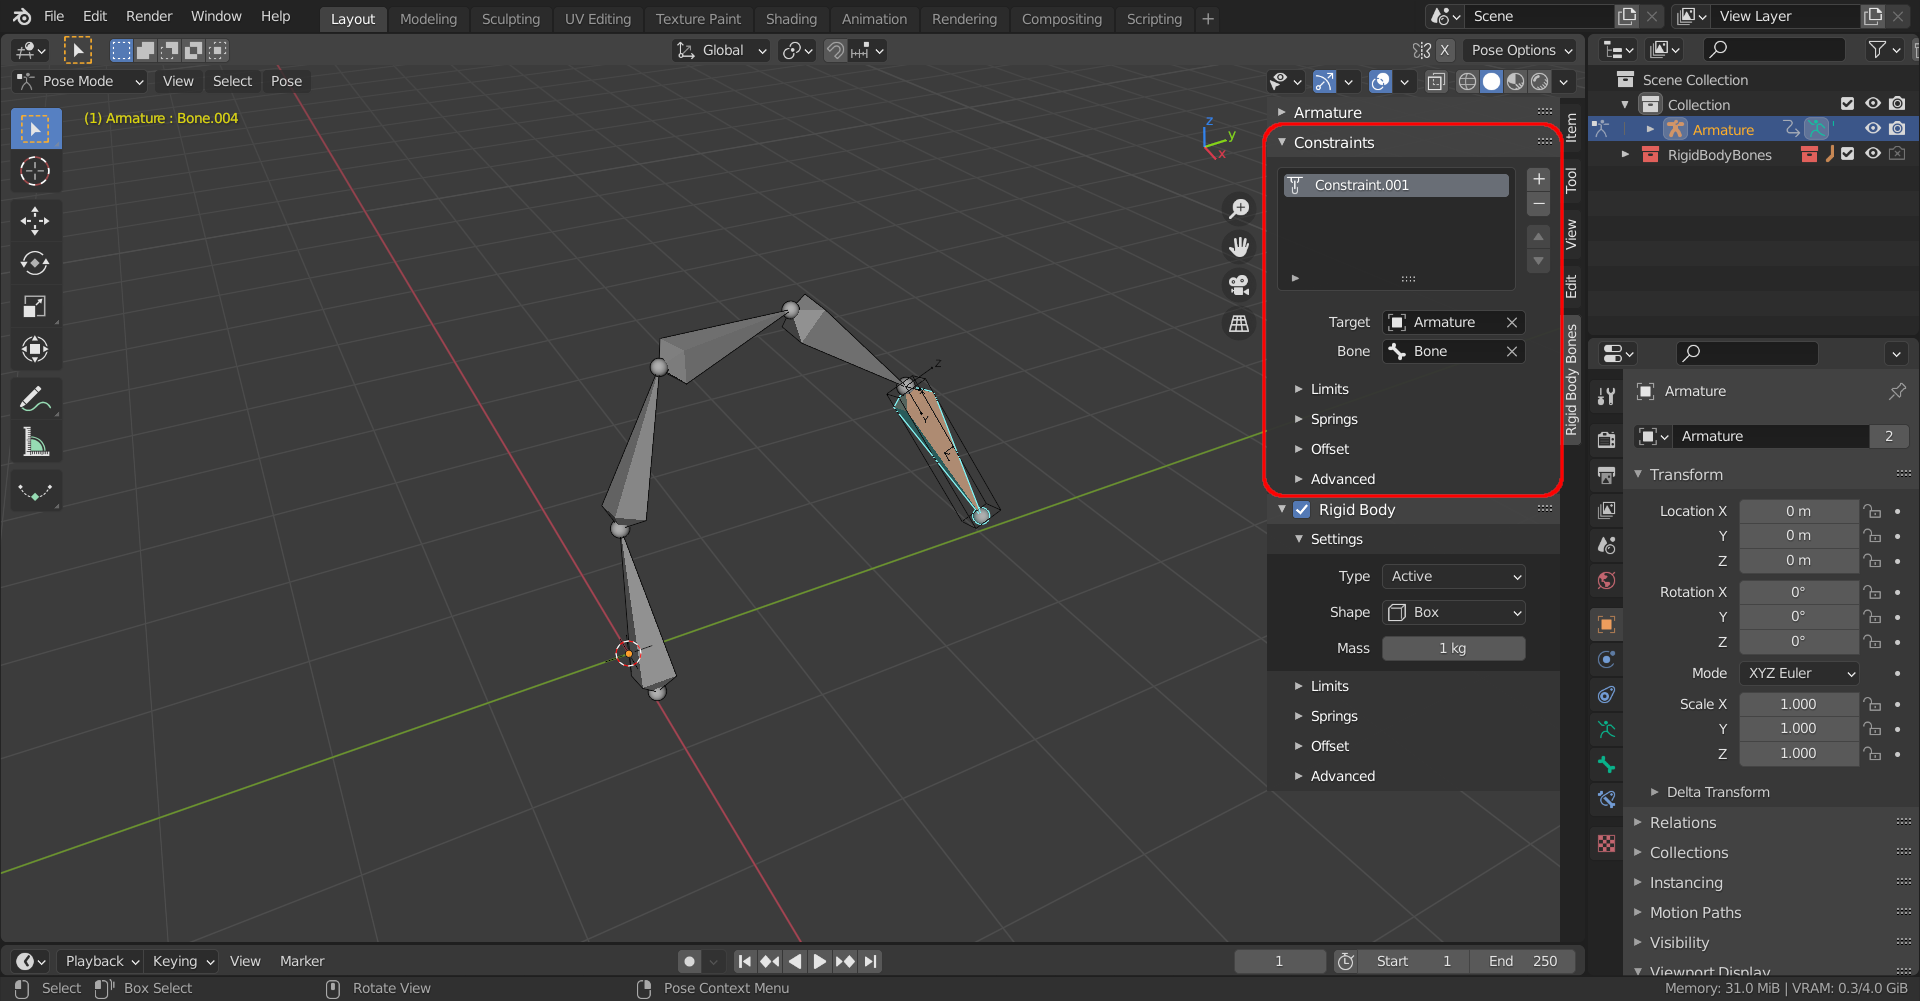 File Edit Render Window Help Layout Modeling Sculpting UV Editing Texture Paint Shading Animation Rendering Compositing Scripting + Scene View Layer
Global X Pose Options
Pose Mode View Select Pose
(1) Armature : Bone.004
Z
Y
X
Z
Y
Armature
Constraints
Constraint.001
Target Armature
Bone Bone
Limits
Springs
Offset
Advanced
Rigid Body
Settings
Type Active
Shape Box
Mass 1 kg
Limits
Springs
Offset
Advanced
Item
Tool
View
Edit
Rigid Body Bones
Scene Collection
Collection
Armature
RigidBodyBones
Armature
Armature 2
Transform
Location X 0 m
Y 0 m
Z 0 m
Rotation X 0°
Y 0°
Z 0°
Mode XYZ Euler
Scale X 1.000
Y 1.000
Z 1.000
Delta Transform
Relations
Collections
Instancing
Motion Paths
Visibility
Viewport Display
Playback Keying View Marker 1 Start 1 End 250
Select Box Select Rotate View Pose Context Menu Memory: 31.0 MiB | VRAM: 0.3/4.0 GiB